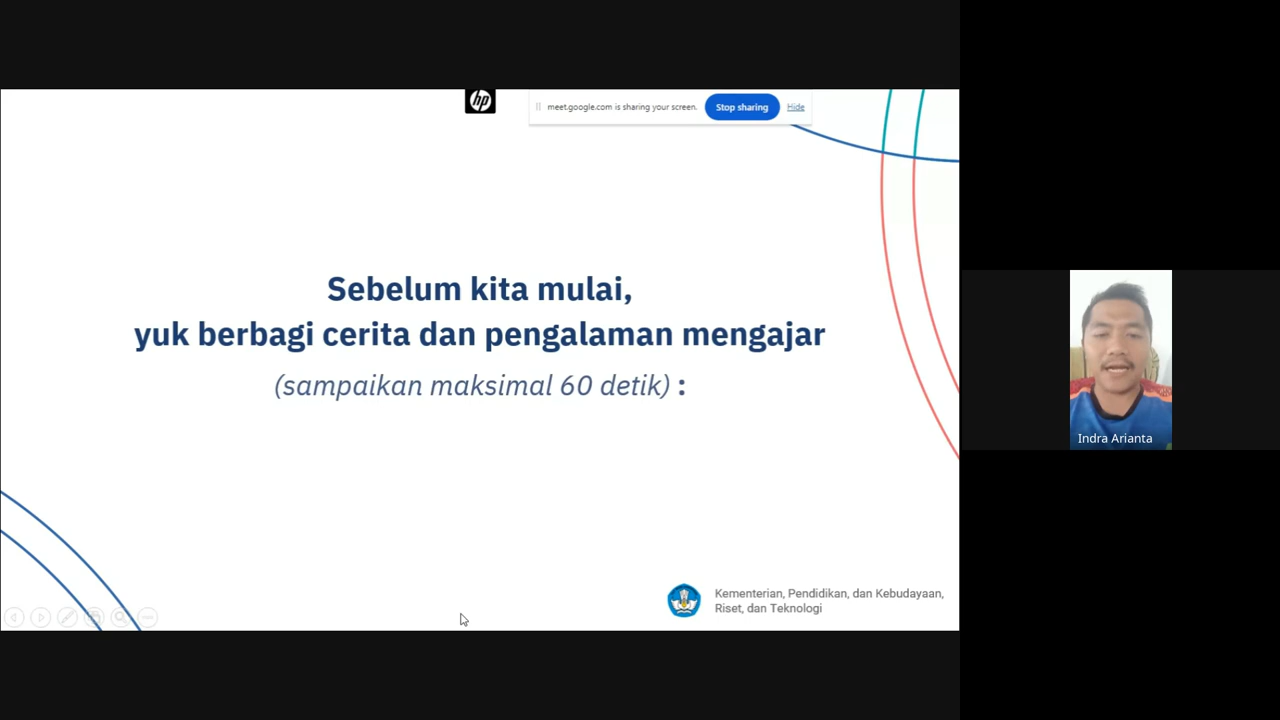 hp
meet.google.com is sharing your screen.
Stop sharing
Hide
Sebelum kita mulai,
yuk berbagi cerita dan pengalaman mengajar
(sampaikan maksimal 60 detik) :
Indra Arianta
Kementerian, Pendidikan, dan Kebudayaan,
Riset, dan Teknologi